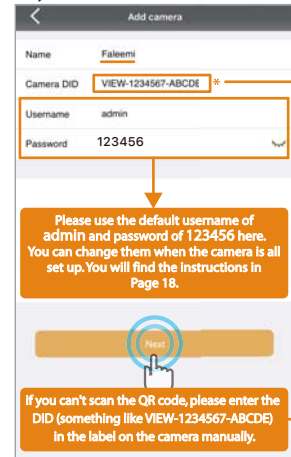 Add camera
Name Faleemi
Camera DID VIEW-1234567-ABCDE *
Username admin
Password 123456
Please use the default username of
admin and password of 123456 here.
You can change them when the camera is all
set up. You will find the instructions in
Page 18.
Next
If you can't scan the QR code, please enter the
DID (something like VIEW-1234567-ABCDE)
in the label on the camera manually.